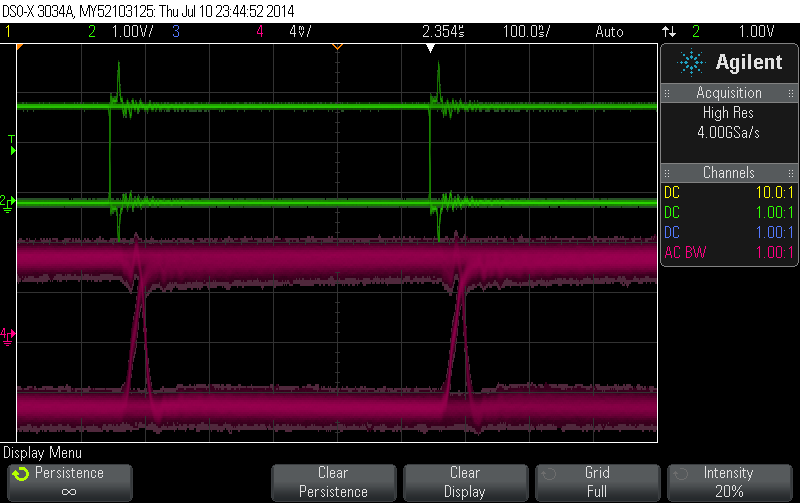 DSO-X 3034A, MY52103125: Thu Jul 10 23:44:52 2014
1 2 1.00V/ 3 4 4mV/ 2.354µs 100.0ns/ Auto 2 1.00V
Agilent
Acquisition
High Res
4.00GSa/s
Channels
DC 10.0:1
DC 1.00:1
DC 1.00:1
AC BW 1.00:1
T
2
4
Display Menu
Persistence
∞
Clear
Persistence
Clear
Display
Grid
Full
Intensity
20%